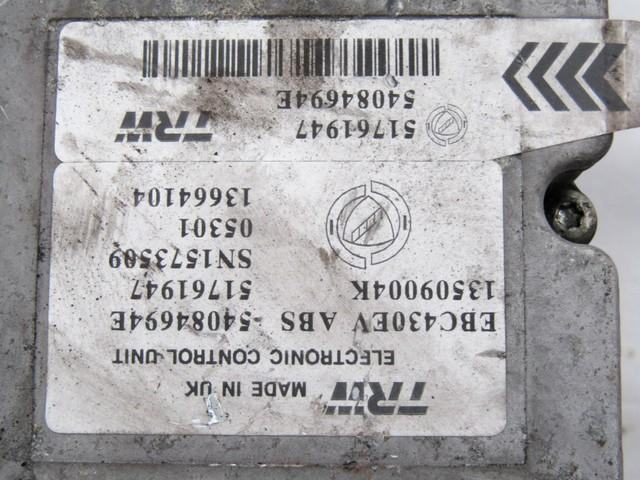 TRW MADE IN UK
ELECTRONIC CONTROL UNIT
EBC430EV ABS -54084694E
13509004K 51761947
SN1573509
05301
13664104
51761947 TRW
54084694E